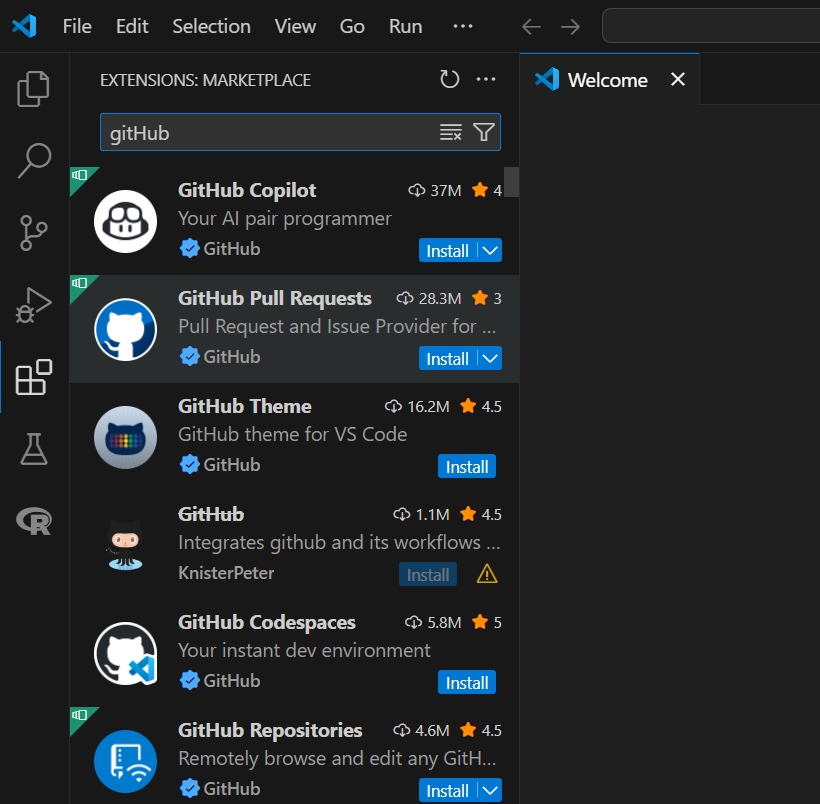 File Edit Selection View Go Run ···
EXTENSIONS: MARKETPLACE
Welcome
gitHub
GitHub Copilot 37M 4
Your AI pair programmer
GitHub Install
GitHub Pull Requests 28.3M 3
Pull Request and Issue Provider for ...
GitHub Install
GitHub Theme 16.2M 4.5
GitHub theme for VS Code
GitHub Install
GitHub 1.1M 4.5
Integrates github and its workflows ...
KnisterPeter Install
GitHub Codespaces 5.8M 5
Your instant dev environment
GitHub Install
GitHub Repositories 4.6M 4.5
Remotely browse and edit any GitH...
GitHub Install
R